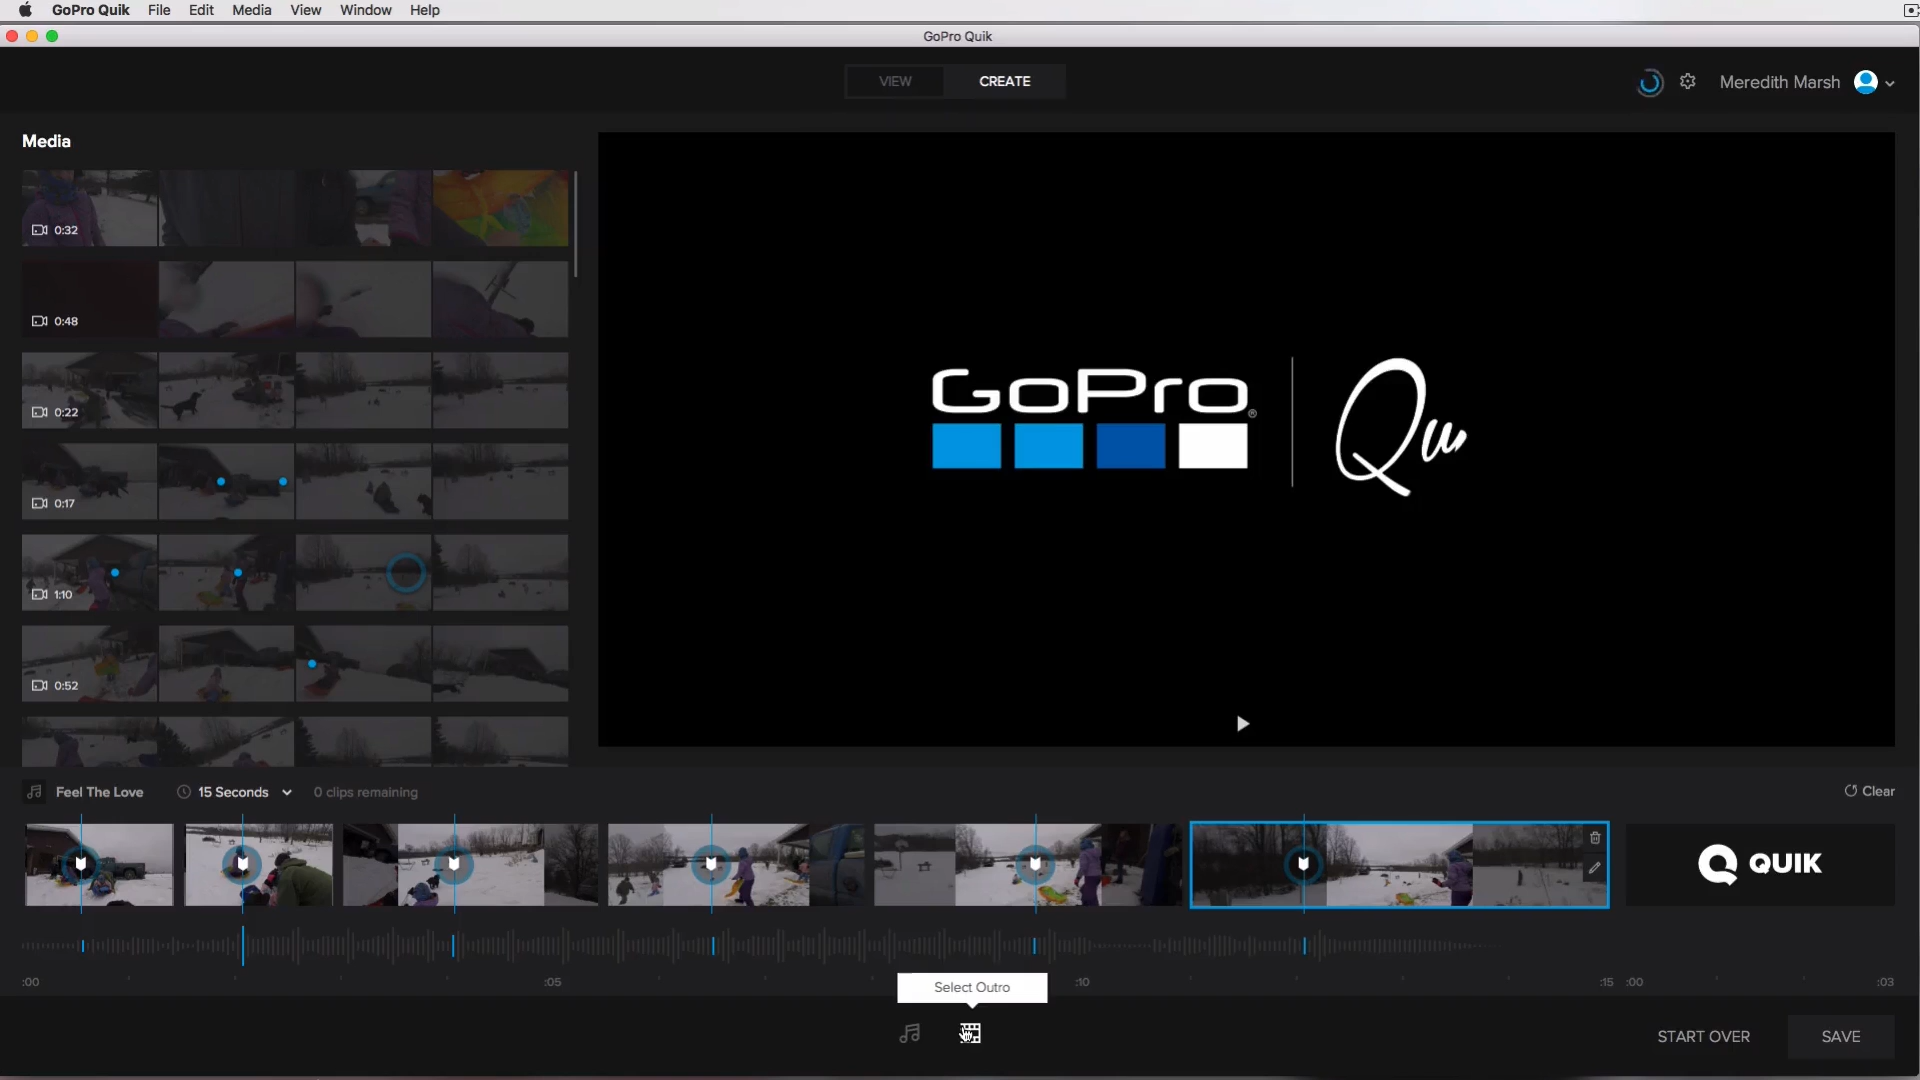 GoPro Quik File Edit Media View Window Help
GoPro Quik
VIEW CREATE Meredith Marsh
Media
0:32
0:48
0:22
0:17
1:10
0:52
GoPro® Qu
Feel The Love 15 Seconds 0 clips remaining Clear
QUIK
:00 :05 :10 :15 :00 :03
Select Outro
START OVER SAVE